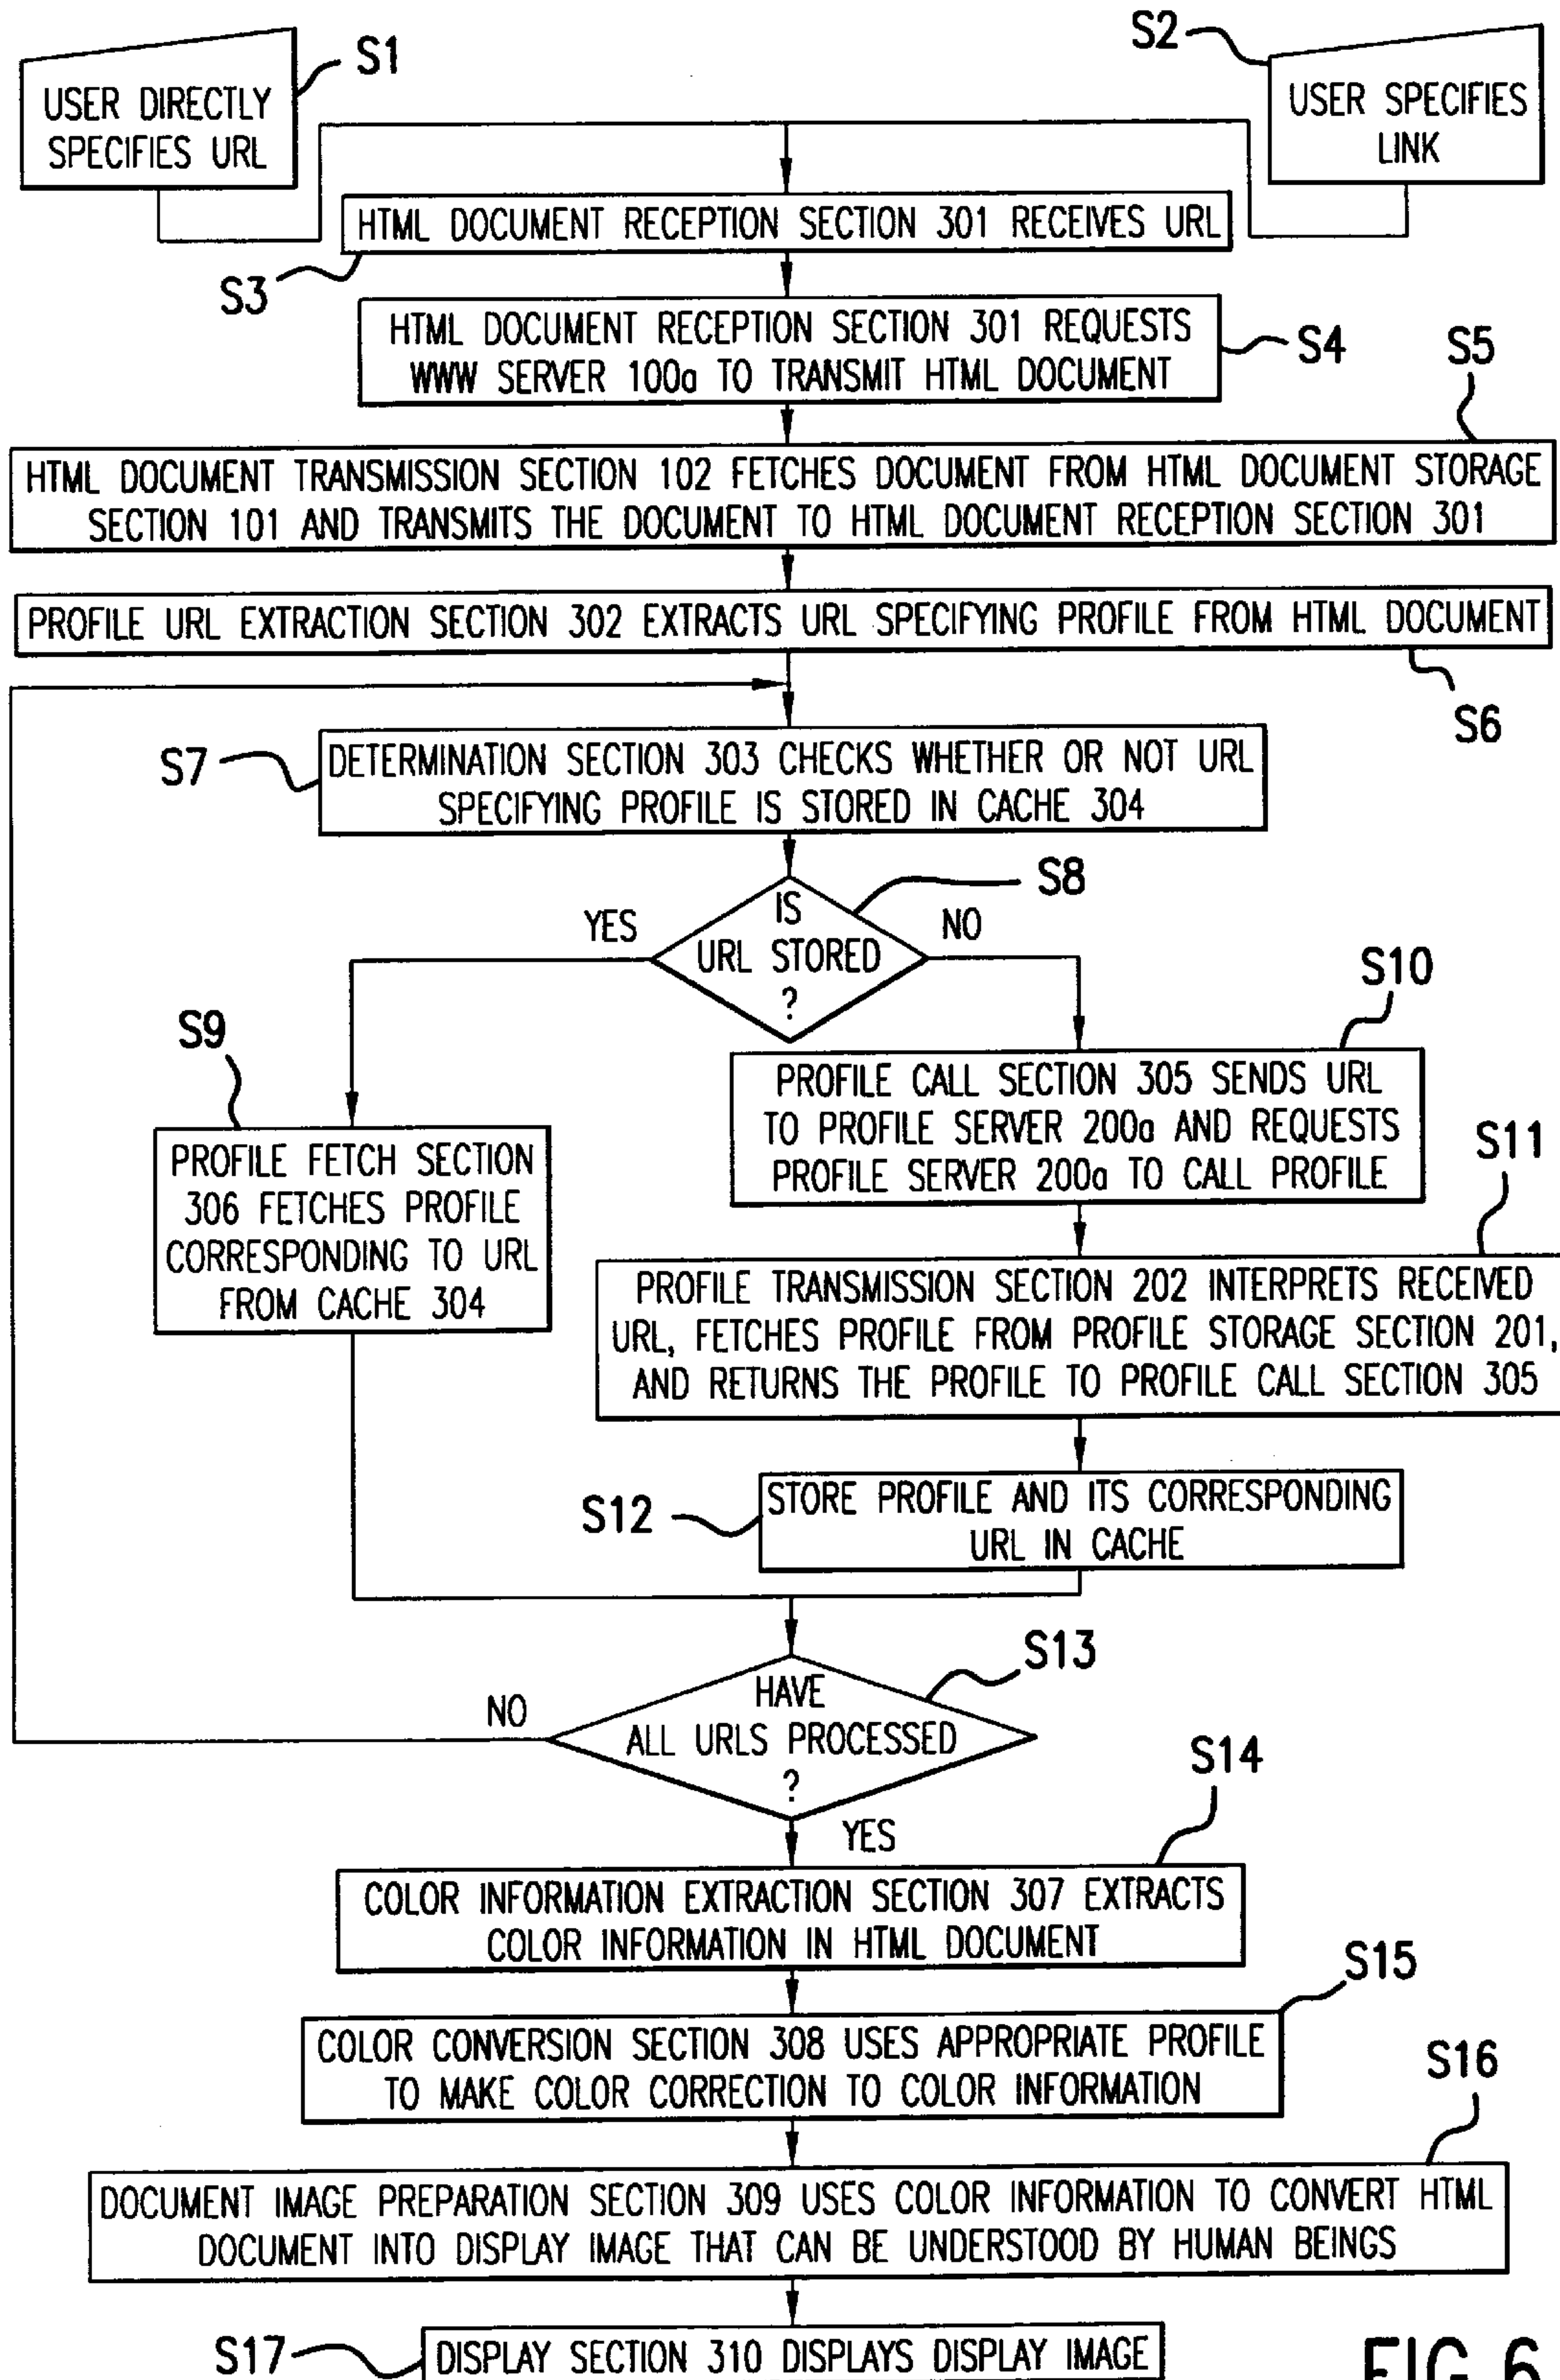 S1
USER DIRECTLY
SPECIFIES URL
S2
USER SPECIFIES
LINK
HTML DOCUMENT RECEPTION SECTION 301 RECEIVES URL
S3
HTML DOCUMENT RECEPTION SECTION 301 REQUESTS
WWW SERVER 100a TO TRANSMIT HTML DOCUMENT
S4
S5
HTML DOCUMENT TRANSMISSION SECTION 102 FETCHES DOCUMENT FROM HTML DOCUMENT STORAGE
SECTION 101 AND TRANSMITS THE DOCUMENT TO HTML DOCUMENT RECEPTION SECTION 301
PROFILE URL EXTRACTION SECTION 302 EXTRACTS URL SPECIFYING PROFILE FROM HTML DOCUMENT
S6
S7
DETERMINATION SECTION 303 CHECKS WHETHER OR NOT URL
SPECIFYING PROFILE IS STORED IN CACHE 304
S8
IS
URL STORED
?
YES
NO
S9
PROFILE FETCH SECTION
306 FETCHES PROFILE
CORRESPONDING TO URL
FROM CACHE 304
S10
PROFILE CALL SECTION 305 SENDS URL
TO PROFILE SERVER 200a AND REQUESTS
PROFILE SERVER 200a TO CALL PROFILE
S11
PROFILE TRANSMISSION SECTION 202 INTERPRETS RECEIVED
URL, FETCHES PROFILE FROM PROFILE STORAGE SECTION 201,
AND RETURNS THE PROFILE TO PROFILE CALL SECTION 305
S12
STORE PROFILE AND ITS CORRESPONDING
URL IN CACHE
S13
HAVE
ALL URLS PROCESSED
?
NO
YES
S14
COLOR INFORMATION EXTRACTION SECTION 307 EXTRACTS
COLOR INFORMATION IN HTML DOCUMENT
S15
COLOR CONVERSION SECTION 308 USES APPROPRIATE PROFILE
TO MAKE COLOR CORRECTION TO COLOR INFORMATION
S16
DOCUMENT IMAGE PREPARATION SECTION 309 USES COLOR INFORMATION TO CONVERT HTML
DOCUMENT INTO DISPLAY IMAGE THAT CAN BE UNDERSTOOD BY HUMAN BEINGS
S17
DISPLAY SECTION 310 DISPLAYS DISPLAY IMAGE
FIG.6